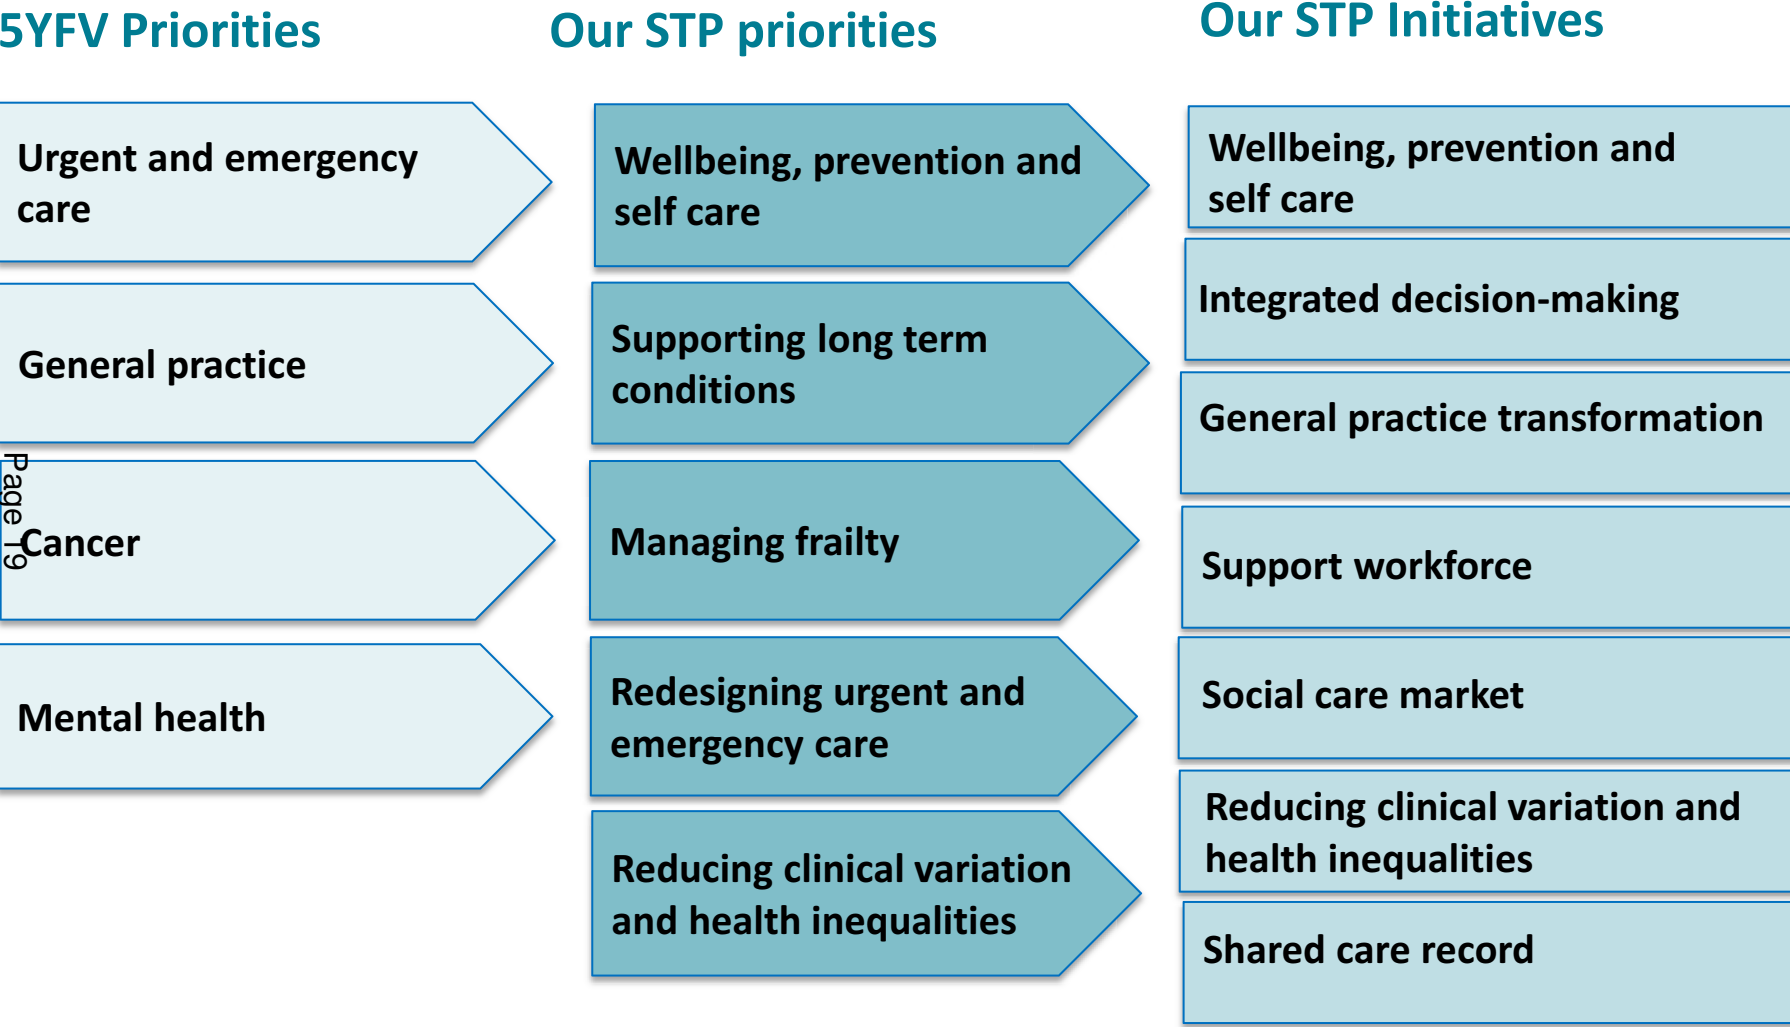 5YFV Priorities
Urgent and emergency
care
General practice
Cancer
Mental health
Page 19
Our STP priorities
Wellbeing, prevention and
self care
Supporting long term
conditions
Managing frailty
Redesigning urgent and
emergency care
Reducing clinical variation
and health inequalities
Our STP Initiatives
Wellbeing, prevention and
self care
Integrated decision-making
General practice transformation
Support workforce
Social care market
Reducing clinical variation and
health inequalities
Shared care record